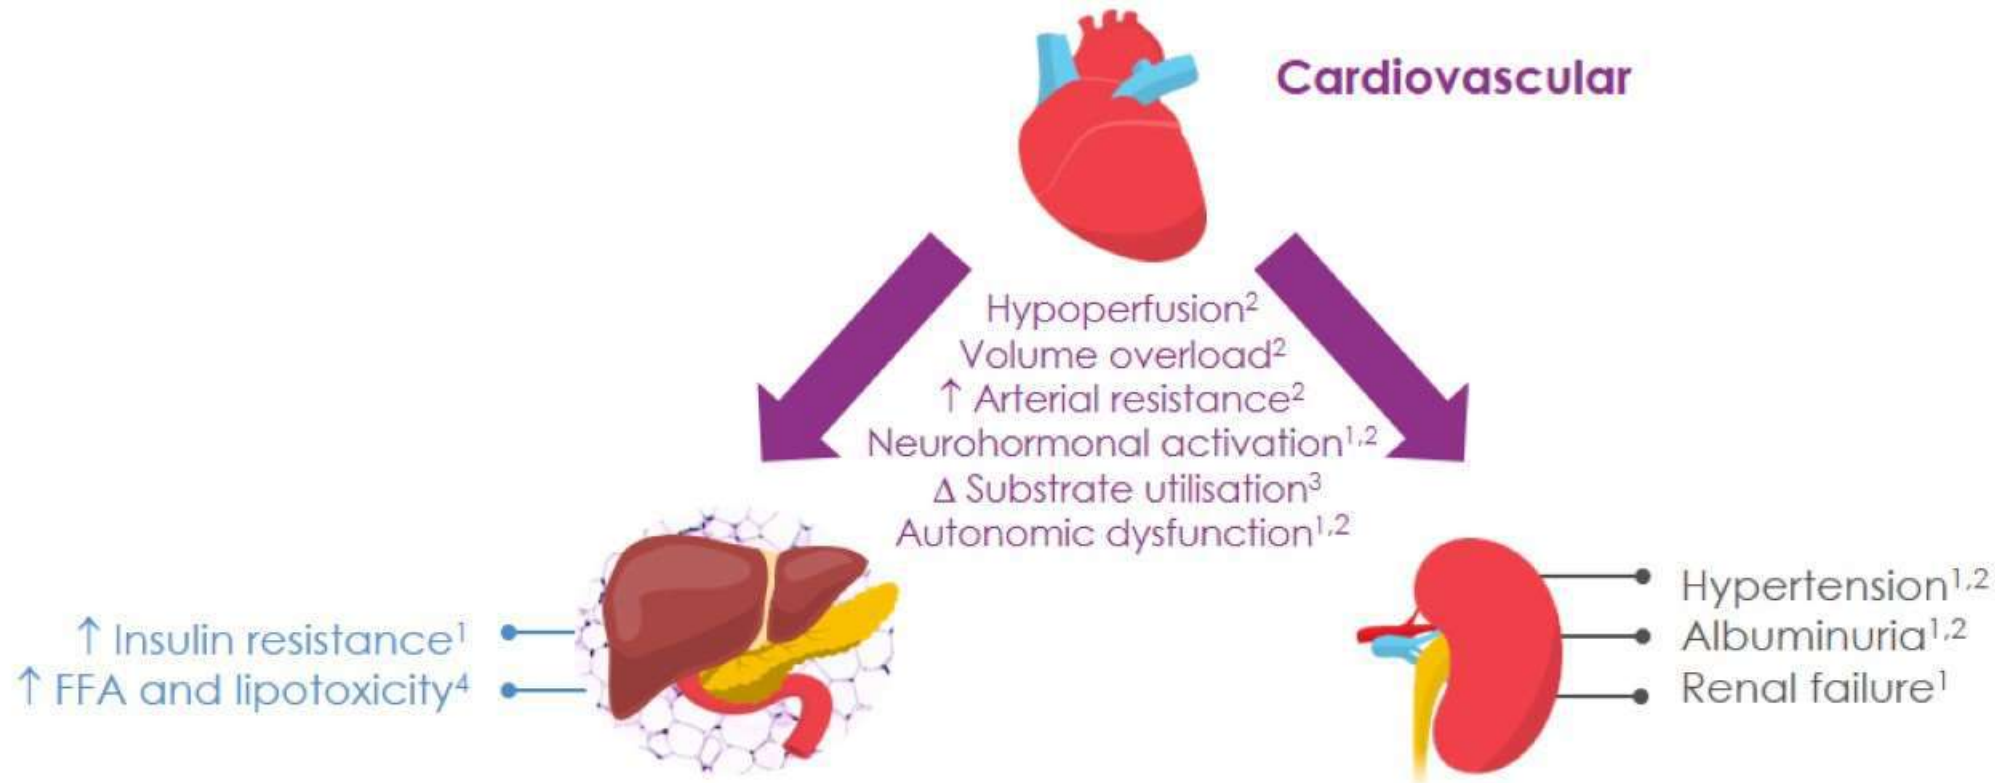 Cardiovascular
Hypoperfusion²
Volume overload²
↑ Arterial resistance²
Neurohormonal activation¹,²
Δ Substrate utilisation³
Autonomic dysfunction¹,²
↑ Insulin resistance¹
↑ FFA and lipotoxicity⁴
Hypertension¹,²
Albuminuria¹,²
Renal failure¹